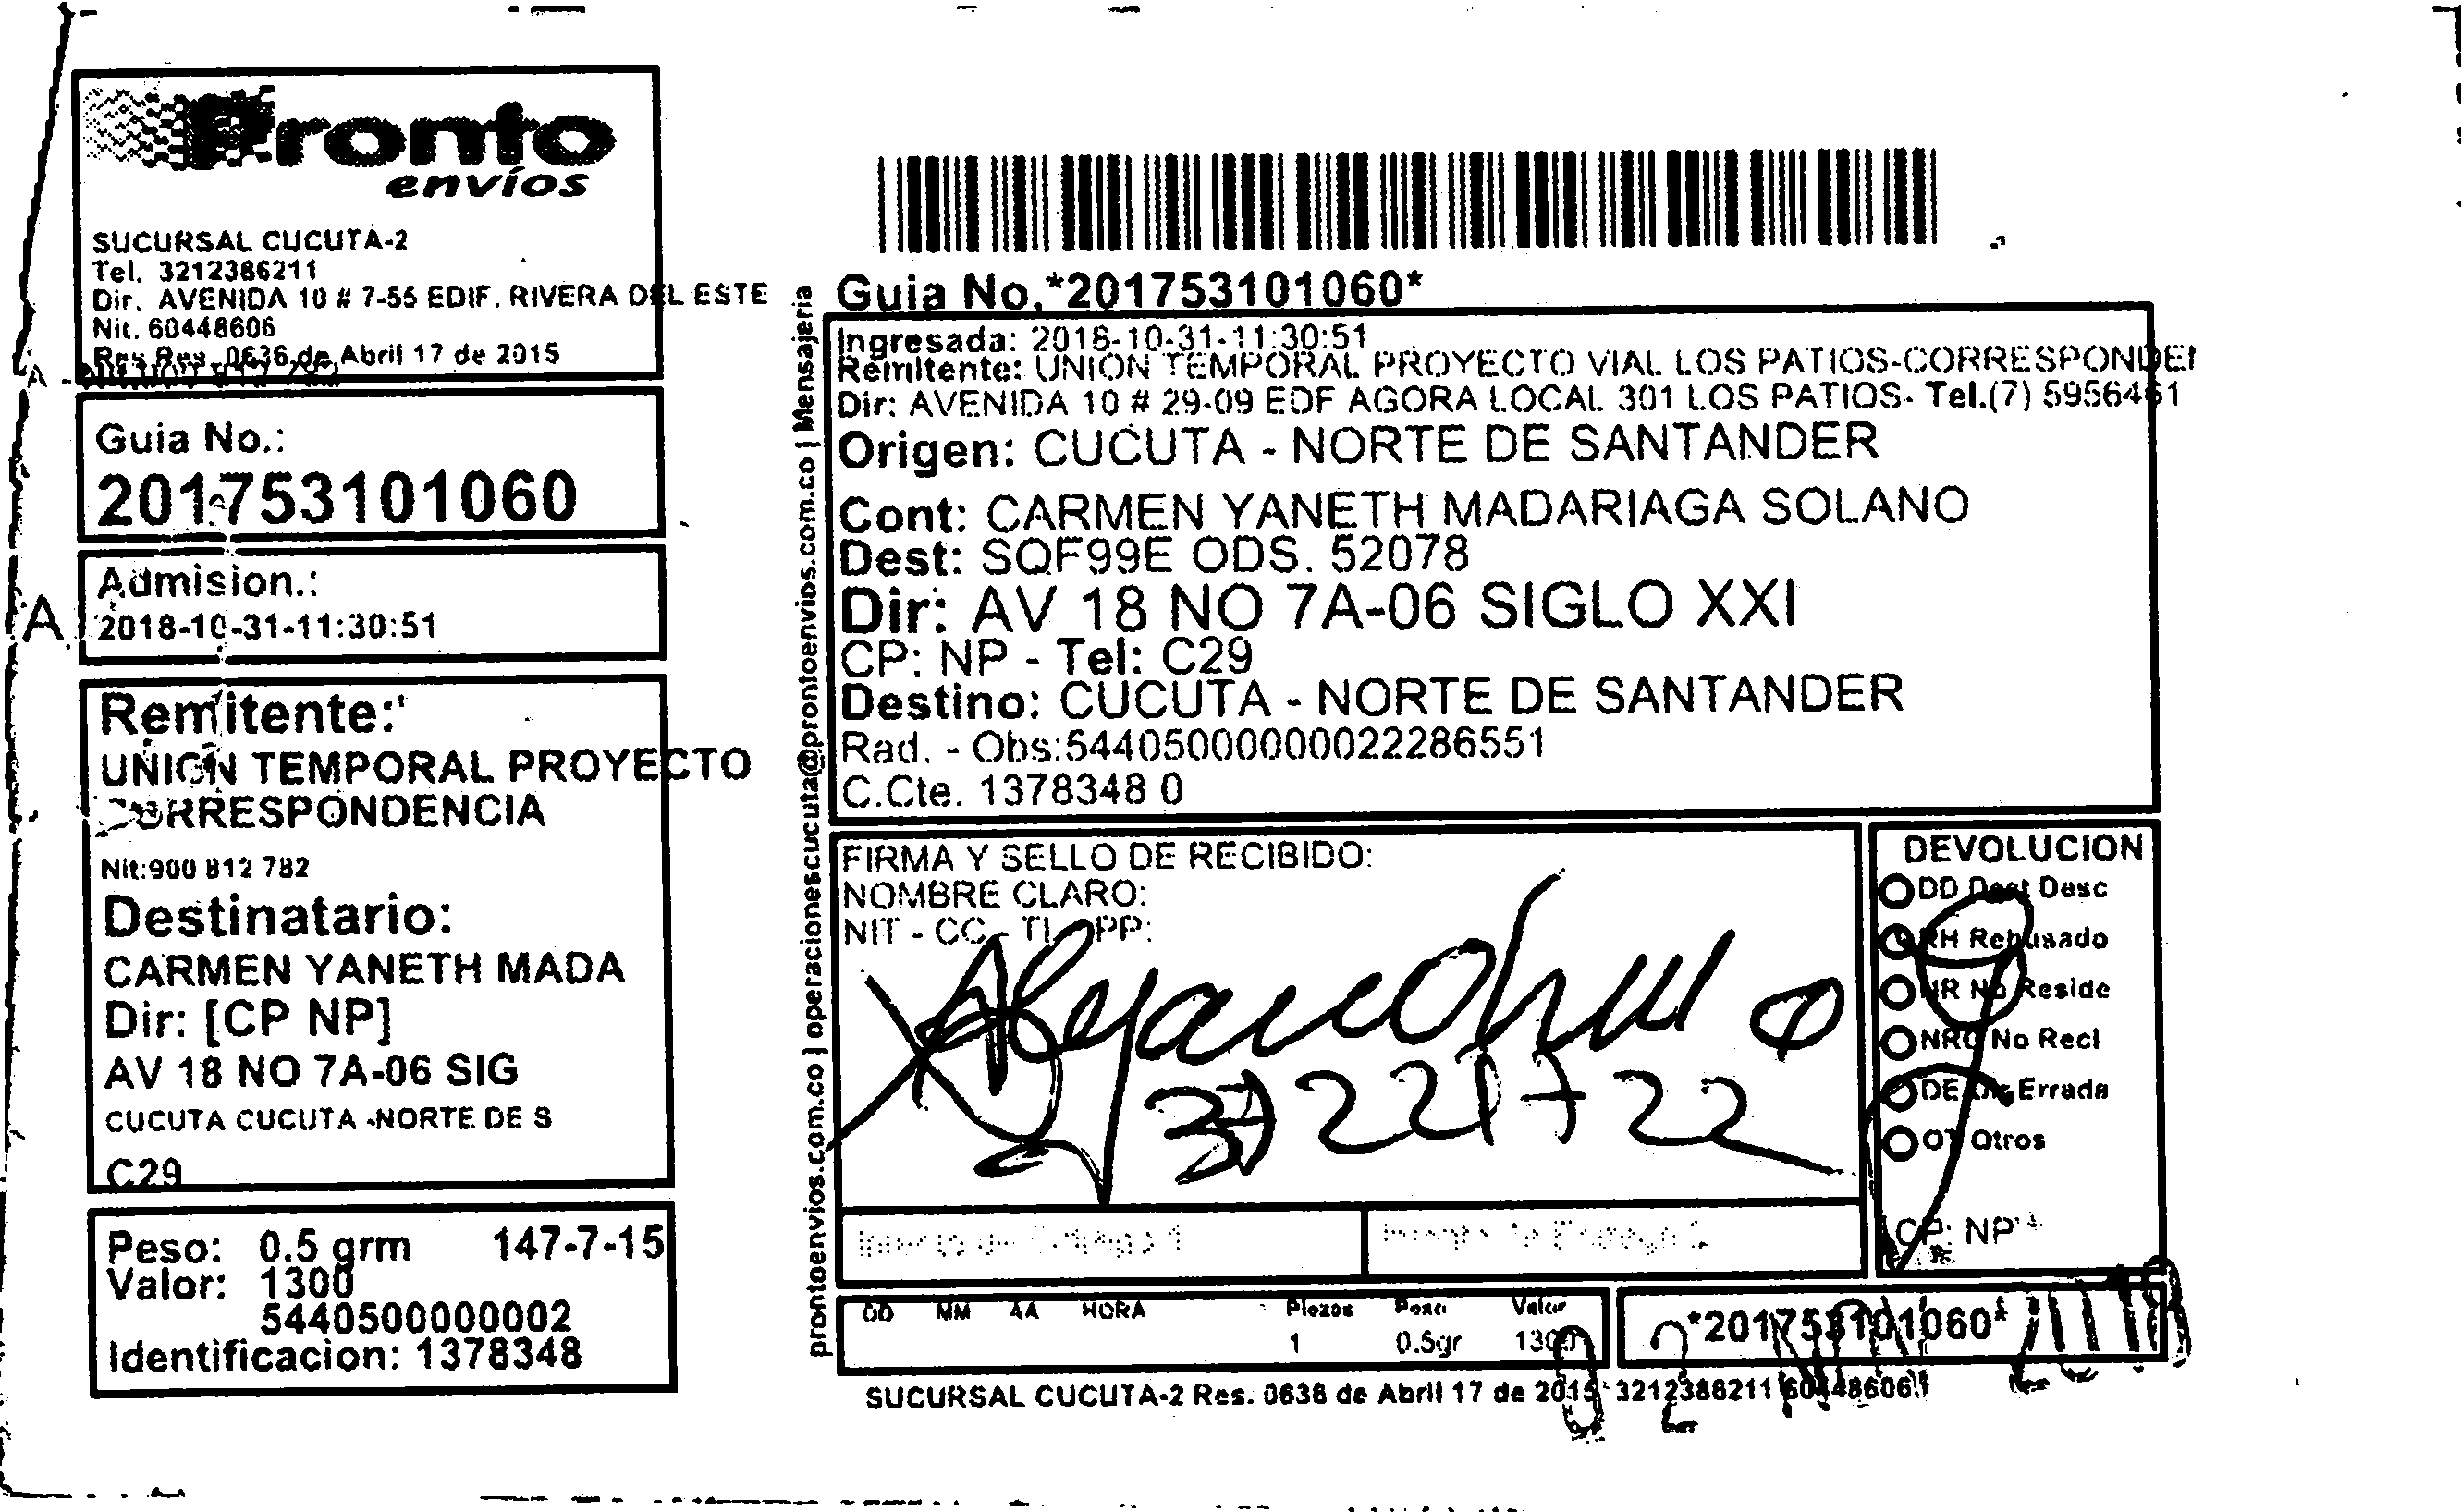 Pronto
envíos
SUCURSAL CUCUTA-2
Tel. 3212386211
Dir. AVENIDA 10 # 7-55 EDIF. RIVERA DEL ESTE
Nit. 60448606
Res Res 0636 de Abril 17 de 2015
Guia No.:
201753101060
Admision.:
2018-10-31-11:30:51
Remitente:
UNION TEMPORAL PROYECTO
CORRESPONDENCIA
Nit:900 812 782
Destinatario:
CARMEN YANETH MADA
Dir: [CP NP]
AV 18 NO 7A-06 SIG
CUCUTA CUCUTA -NORTE DE S
C29
Peso: 0.5 grm 147-7-15
Valor: 1300
5440500000002
Identificacion: 1378348
prontoenvios.com.co | operacionescucuta@prontoenvios.com.co | Mensajeria
Guia No.*201753101060*
Ingresada: 2018-10-31-11:30:51
Remitente: UNION TEMPORAL PROYECTO VIAL LOS PATIOS-CORRESPONDEI
Dir: AVENIDA 10 # 29-09 EDF AGORA LOCAL 301 LOS PATIOS- Tel.(7) 5956461
Origen: CUCUTA - NORTE DE SANTANDER
Cont: CARMEN YANETH MADARIAGA SOLANO
Dest: SQF99E ODS. 52078
Dir: AV 18 NO 7A-06 SIGLO XXI
CP: NP - Tel: C29
Destino: CUCUTA - NORTE DE SANTANDER
Rad. - Obs:544050000000022286551
C.Cte. 1378348 0
FIRMA Y SELLO DE RECIBIDO:
NOMBRE CLARO:
NIT - CC - TI - PP:
DEVOLUCION
DD Dest Desc
RH Rehusado
NR No Reside
NRC No Recl
DE Dir Errada
OT Otros
CP: NP
DD MM AA HORA Piezas Peso Valor
1 0.5gr 1300
*201753101060*
SUCURSAL CUCUTA-2 Res. 0638 de Abril 17 de 2015 3212386211 60448606